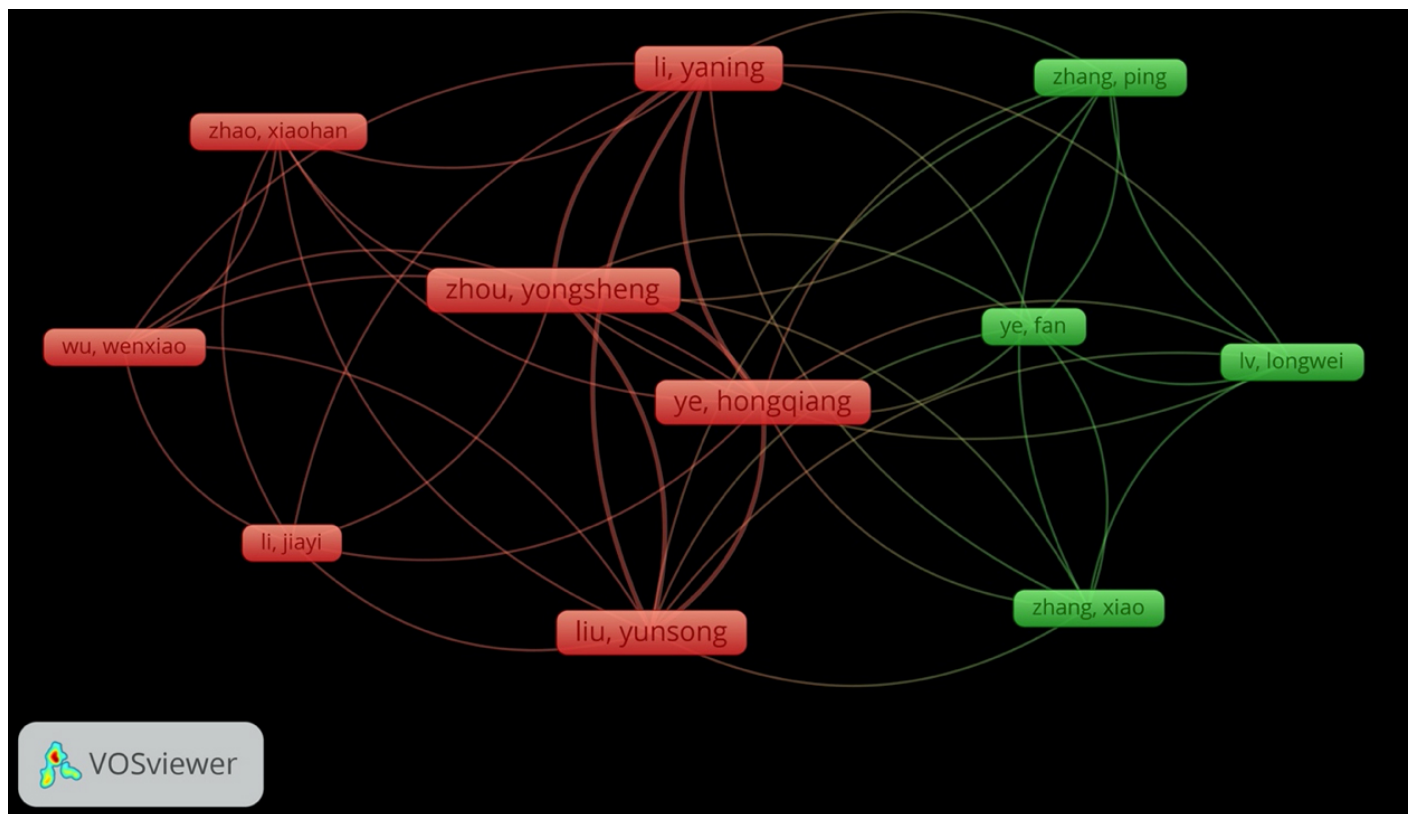 li, yaning
zhang, ping
zhao, xiaohan
zhou, yongsheng
ye, fan
wu, wenxiao
lv, longwei
ye, hongqiang
li, jiayi
zhang, xiao
liu, yunsong
VOSviewer